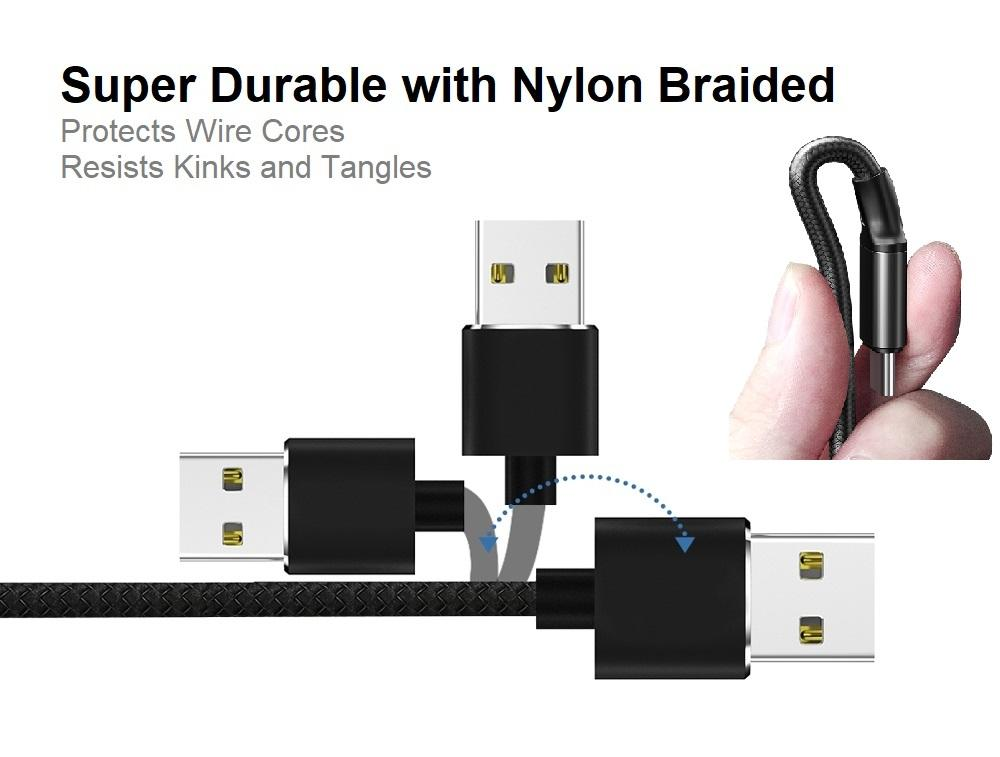 Super Durable with Nylon Braided
Protects Wire Cores
Resists Kinks and Tangles